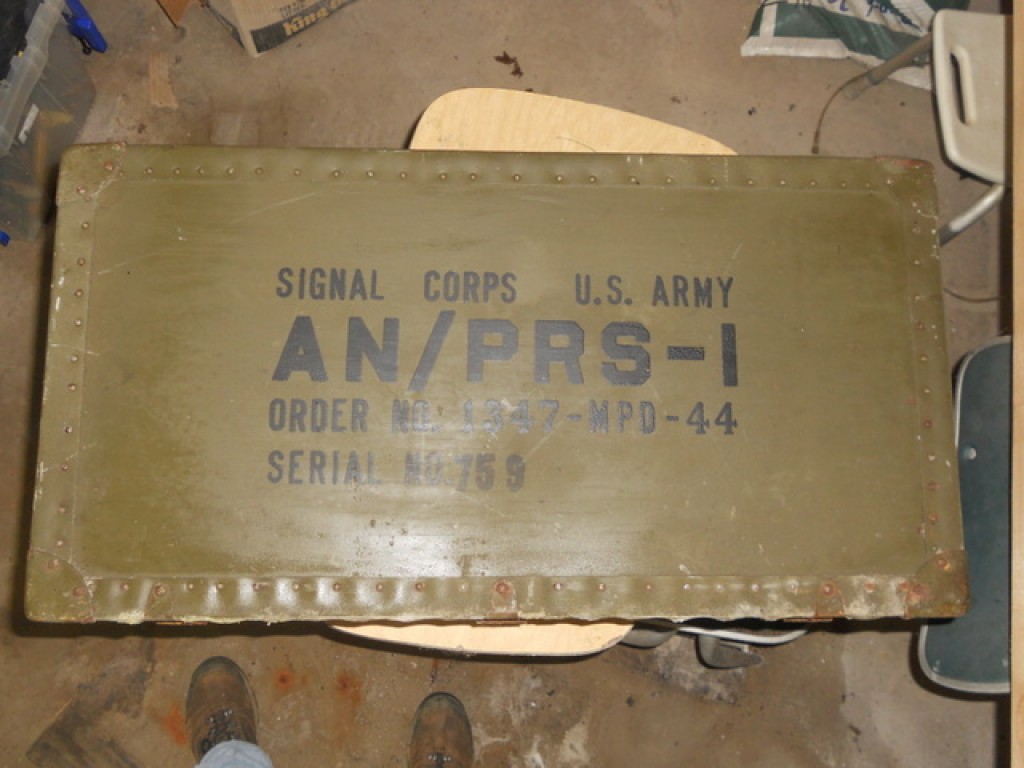 SIGNAL CORPS U.S. ARMY
AN/PRS-1
ORDER NO. 1347-MPD-44
SERIAL NO. 759